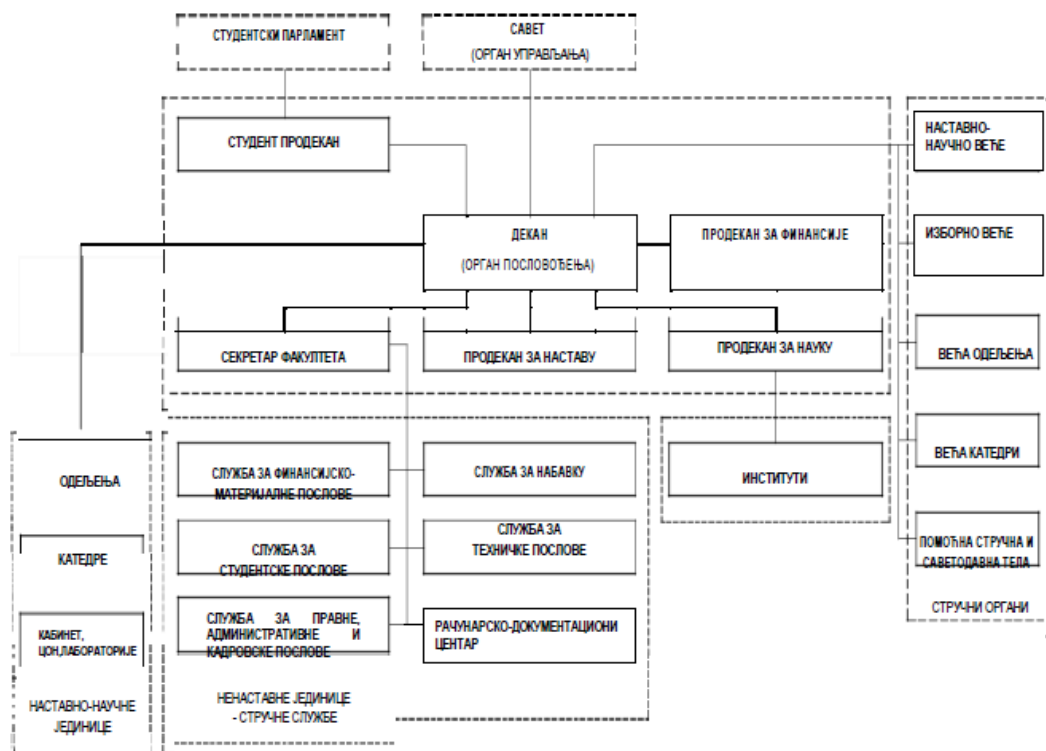 СТУДЕНТСКИ ПАРЛАМЕНТ
САВЕТ
(ОРГАН УПРАВЉАЊА)
СТУДЕНТ ПРОДЕКАН
НАСТАВНО-
НАУЧНО ВЕЋЕ
ДЕКАН
(ОРГАН ПОСЛОВОЂЕЊА)
ПРОДЕКАН ЗА ФИНАНСИЈЕ
ИЗБОРНО ВЕЋЕ
СЕКРЕТАР ФАКУЛТЕТА
ПРОДЕКАН ЗА НАСТАВУ
ПРОДЕКАН ЗА НАУКУ
ВЕЋА ОДЕЉЕЊА
ОДЕЉЕЊА
СЛУЖБА ЗА ФИНАНСИЈСКО-
МАТЕРИЈАЛНЕ ПОСЛОВЕ
СЛУЖБА ЗА НАБАВКУ
ИНСТИТУТИ
ВЕЋА КАТЕДРИ
КАТЕДРЕ
СЛУЖБА ЗА
СТУДЕНТСКЕ ПОСЛОВЕ
СЛУЖБА ЗА
ТЕХНИЧКЕ ПОСЛОВЕ
ПОМОЋНА СТРУЧНА И
САВЕТОДАВНА ТЕЛА
СТРУЧНИ ОРГАНИ
КАБИНЕТ,
ЦОН,ЛАБОРАТОРИЈЕ
СЛУЖБА ЗА ПРАВНЕ,
АДМИНИСТРАТИВНЕ И
КАДРОВСКЕ ПОСЛОВЕ
РАЧУНАРСКО-ДОКУМЕНТАЦИОНИ
ЦЕНТАР
НАСТАВНО-НАУЧНЕ
ЈЕДИНИЦЕ
НЕНАСТАВНЕ ЈЕДИНИЦЕ
- СТРУЧНЕ СЛУЖБЕ